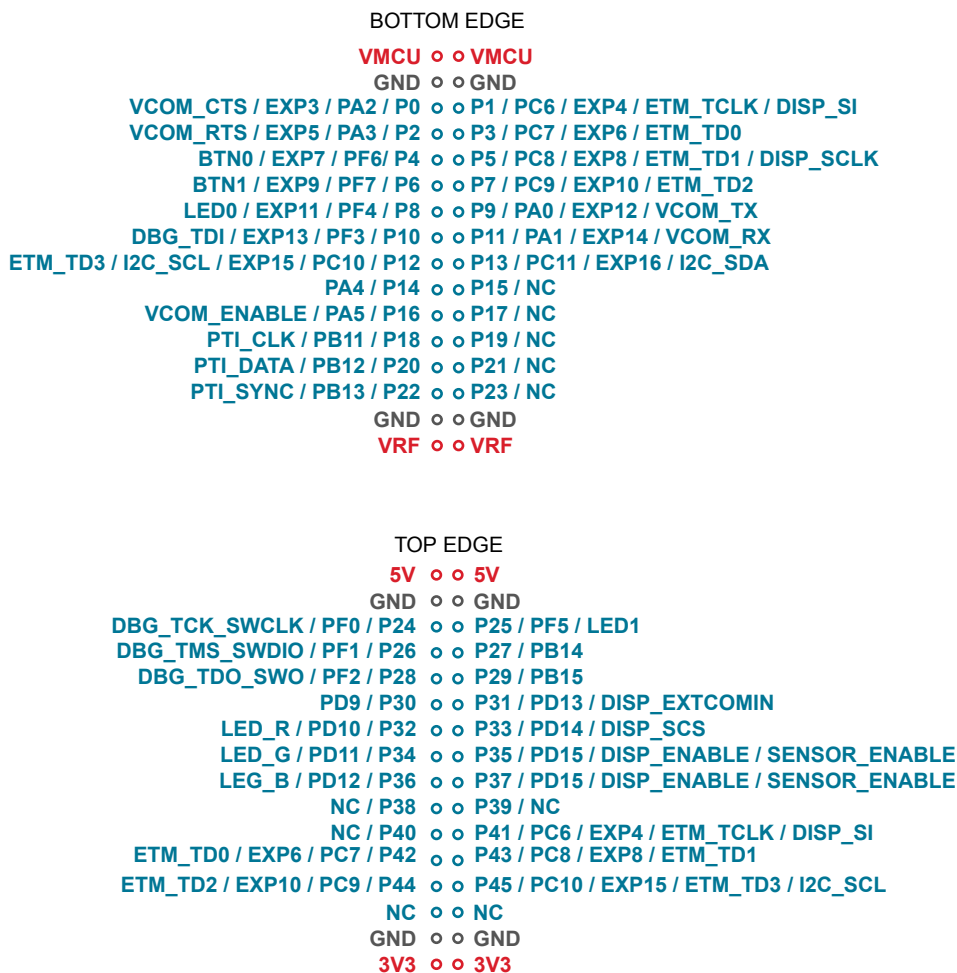 BOTTOM EDGE
VMCU VMCU
GND GND
VCOM_CTS / EXP3 / PA2 / P0 P1 / PC6 / EXP4 / ETM_TCLK / DISP_SI
VCOM_RTS / EXP5 / PA3 / P2 P3 / PC7 / EXP6 / ETM_TD0
BTN0 / EXP7 / PF6/ P4 P5 / PC8 / EXP8 / ETM_TD1 / DISP_SCLK
BTN1 / EXP9 / PF7 / P6 P7 / PC9 / EXP10 / ETM_TD2
LED0 / EXP11 / PF4 / P8 P9 / PA0 / EXP12 / VCOM_TX
DBG_TDI / EXP13 / PF3 / P10 P11 / PA1 / EXP14 / VCOM_RX
ETM_TD3 / I2C_SCL / EXP15 / PC10 / P12 P13 / PC11 / EXP16 / I2C_SDA
PA4 / P14 P15 / NC
VCOM_ENABLE / PA5 / P16 P17 / NC
PTI_CLK / PB11 / P18 P19 / NC
PTI_DATA / PB12 / P20 P21 / NC
PTI_SYNC / PB13 / P22 P23 / NC
GND GND
VRF VRF
TOP EDGE
5V 5V
GND GND
DBG_TCK_SWCLK / PF0 / P24 P25 / PF5 / LED1
DBG_TMS_SWDIO / PF1 / P26 P27 / PB14
DBG_TDO_SWO / PF2 / P28 P29 / PB15
PD9 / P30 P31 / PD13 / DISP_EXTCOMIN
LED_R / PD10 / P32 P33 / PD14 / DISP_SCS
LED_G / PD11 / P34 P35 / PD15 / DISP_ENABLE / SENSOR_ENABLE
LEG_B / PD12 / P36 P37 / PD15 / DISP_ENABLE / SENSOR_ENABLE
NC / P38 P39 / NC
NC / P40 P41 / PC6 / EXP4 / ETM_TCLK / DISP_SI
ETM_TD0 / EXP6 / PC7 / P42 P43 / PC8 / EXP8 / ETM_TD1
ETM_TD2 / EXP10 / PC9 / P44 P45 / PC10 / EXP15 / ETM_TD3 / I2C_SCL
NC NC
GND GND
3V3 3V3